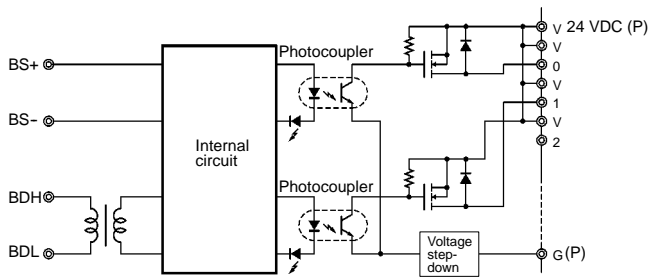 V 24 VDC (P)
V
Photocoupler
BS+
0
V
1
BS−
V
Internal
circuit
2
Photocoupler
BDH
Voltage
step-
down
BDL
G (P)